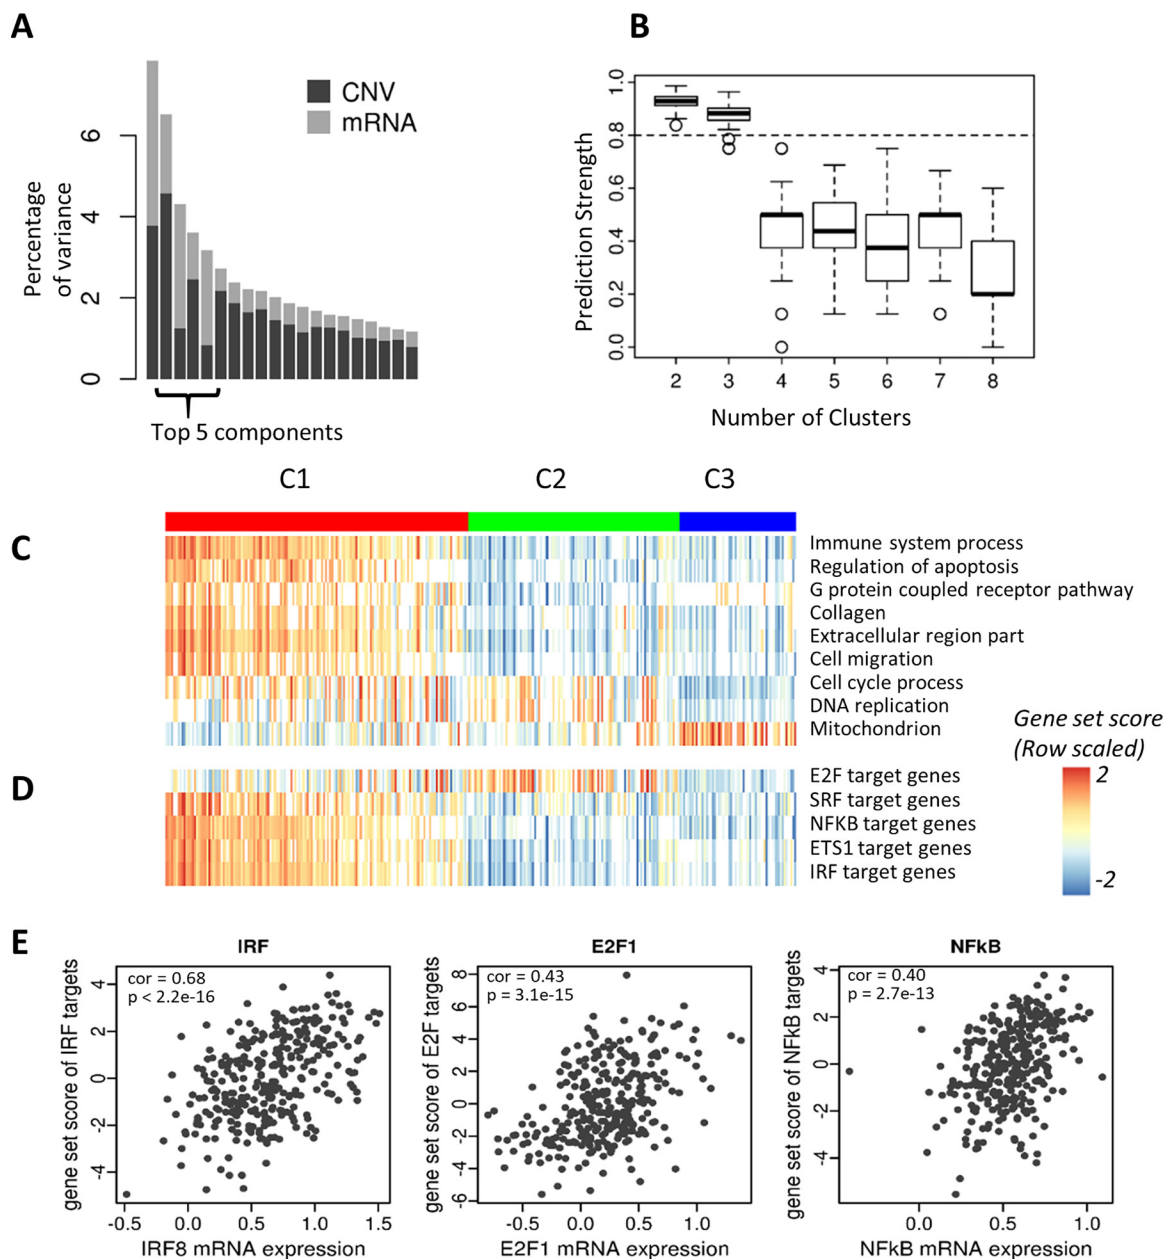 A
CNV
mRNA
Percentage
of variance
6
4
2
0
Top 5 components
B
Prediction Strength
1.0
0.8
0.6
0.4
0.2
0.0
2 3 4 5 6 7 8
Number of Clusters
C1 C2 C3
C
Immune system process
Regulation of apoptosis
G protein coupled receptor pathway
Collagen
Extracellular region part
Cell migration
Cell cycle process
DNA replication
Mitochondrion
Gene set score
(Row scaled)
2
-2
D
E2F target genes
SRF target genes
NFKB target genes
ETS1 target genes
IRF target genes
E
IRF
cor = 0.68
p < 2.2e-16
gene set score of IRF targets
4
2
0
-2
-4
-0.5 0.0 0.5 1.0 1.5
IRF8 mRNA expression
E2F1
cor = 0.43
p = 3.1e-15
gene set score of E2F targets
8
6
4
2
0
-2
-4
-6
-0.5 0.0 0.5 1.0
E2F1 mRNA expression
NFkB
cor = 0.40
p = 2.7e-13
gene set score of NFkB targets
4
2
0
-2
-4
0.0 0.5 1.0
NFkB mRNA expression